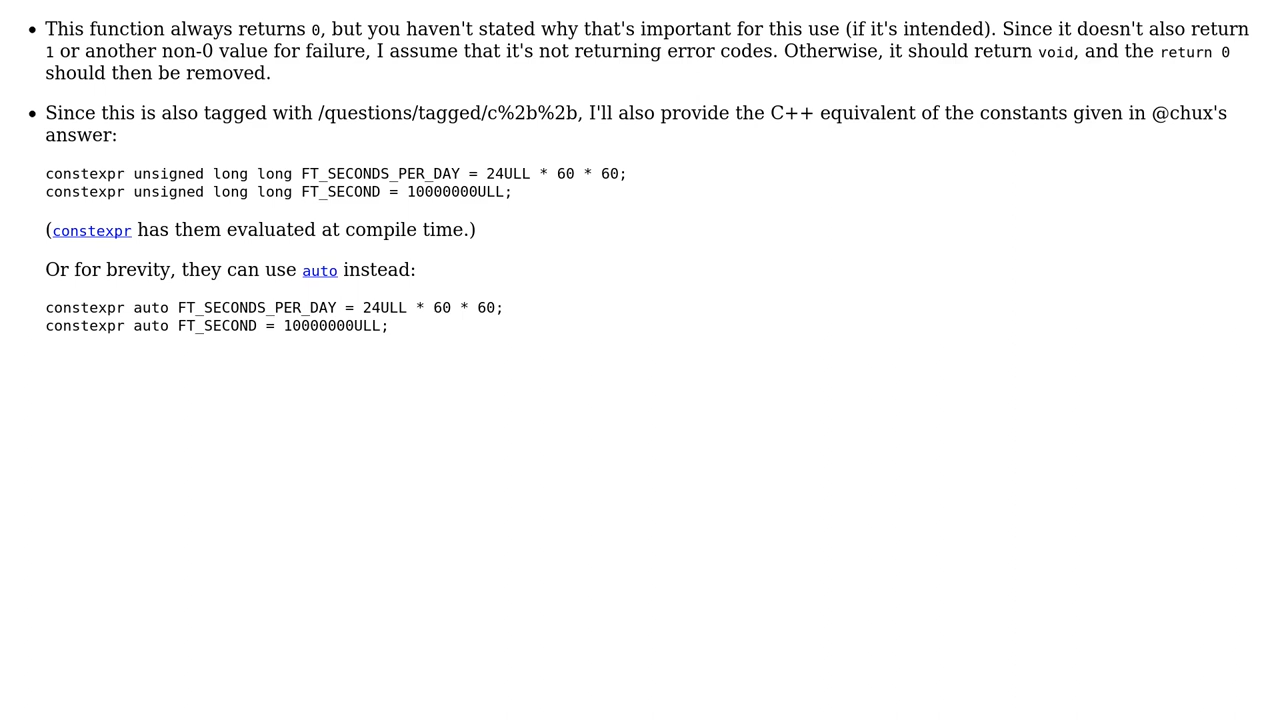 This function always returns 0, but you haven't stated why that's important for this use (if it's intended). Since it doesn't also return
1 or another non-0 value for failure, I assume that it's not returning error codes. Otherwise, it should return void, and the return 0
should then be removed.
Since this is also tagged with /questions/tagged/c%2b%2b, I'll also provide the C++ equivalent of the constants given in @chux's
answer:
constexpr unsigned long long FT_SECONDS_PER_DAY = 24ULL * 60 * 60;
constexpr unsigned long long FT_SECOND = 10000000ULL;
(constexpr has them evaluated at compile time.)
Or for brevity, they can use auto instead:
constexpr auto FT_SECONDS_PER_DAY = 24ULL * 60 * 60;
constexpr auto FT_SECOND = 10000000ULL;